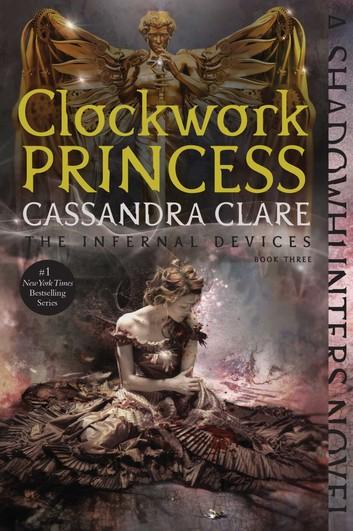 Clockwork
PRINCESS
CASSANDRA CLARE
THE INFERNAL DEVICES
BOOK THREE
#1
New York Times
Bestselling
Series
A SHADOWHUNTERS NOVEL